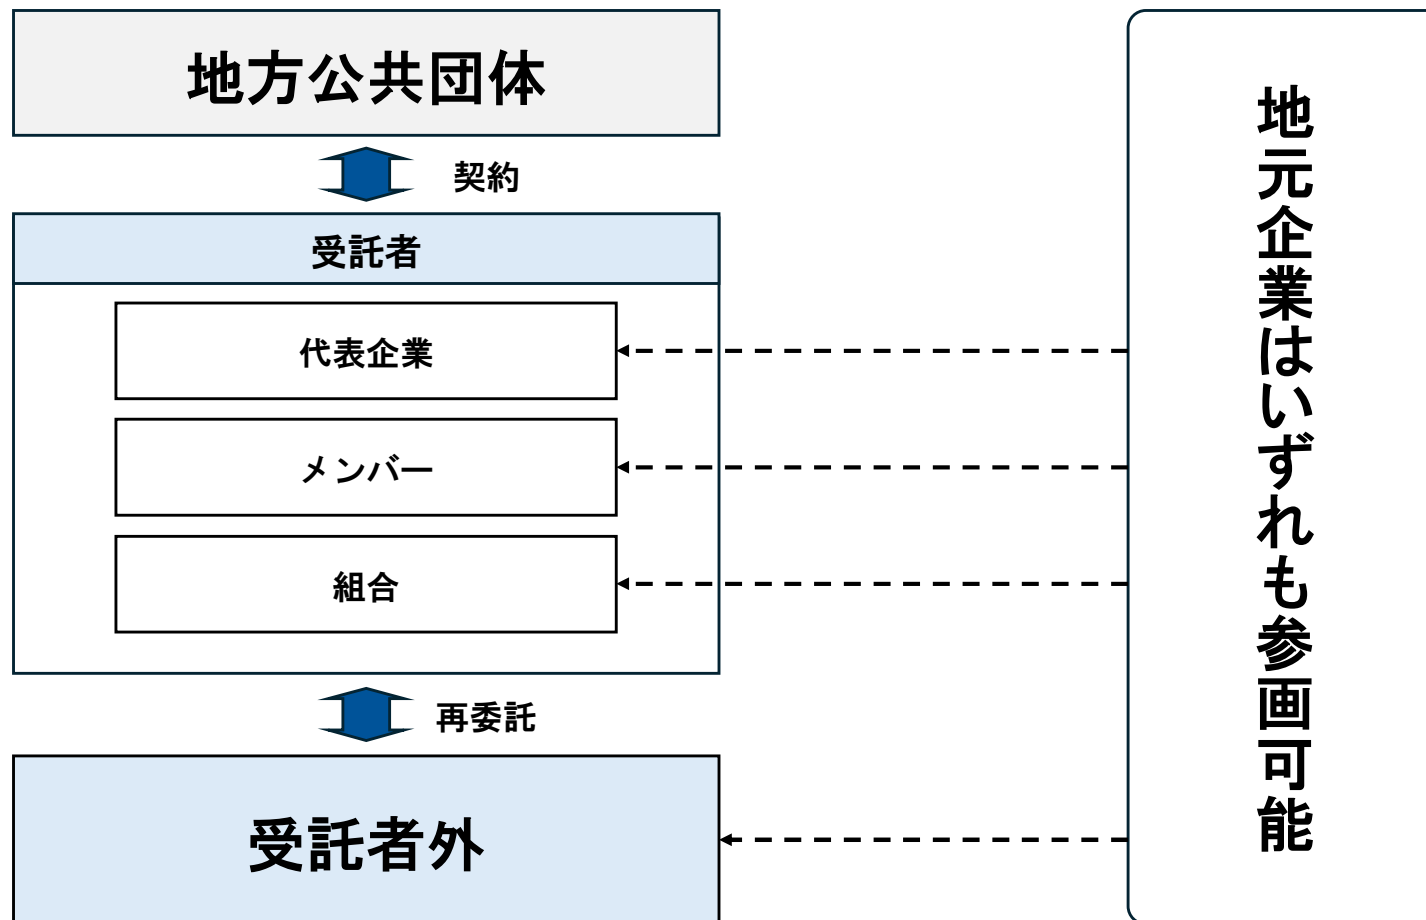 地方公共団体
契約
受託者
代表企業
メンバー
組合
再委託
受託者外
地元企業はいずれも参画可能